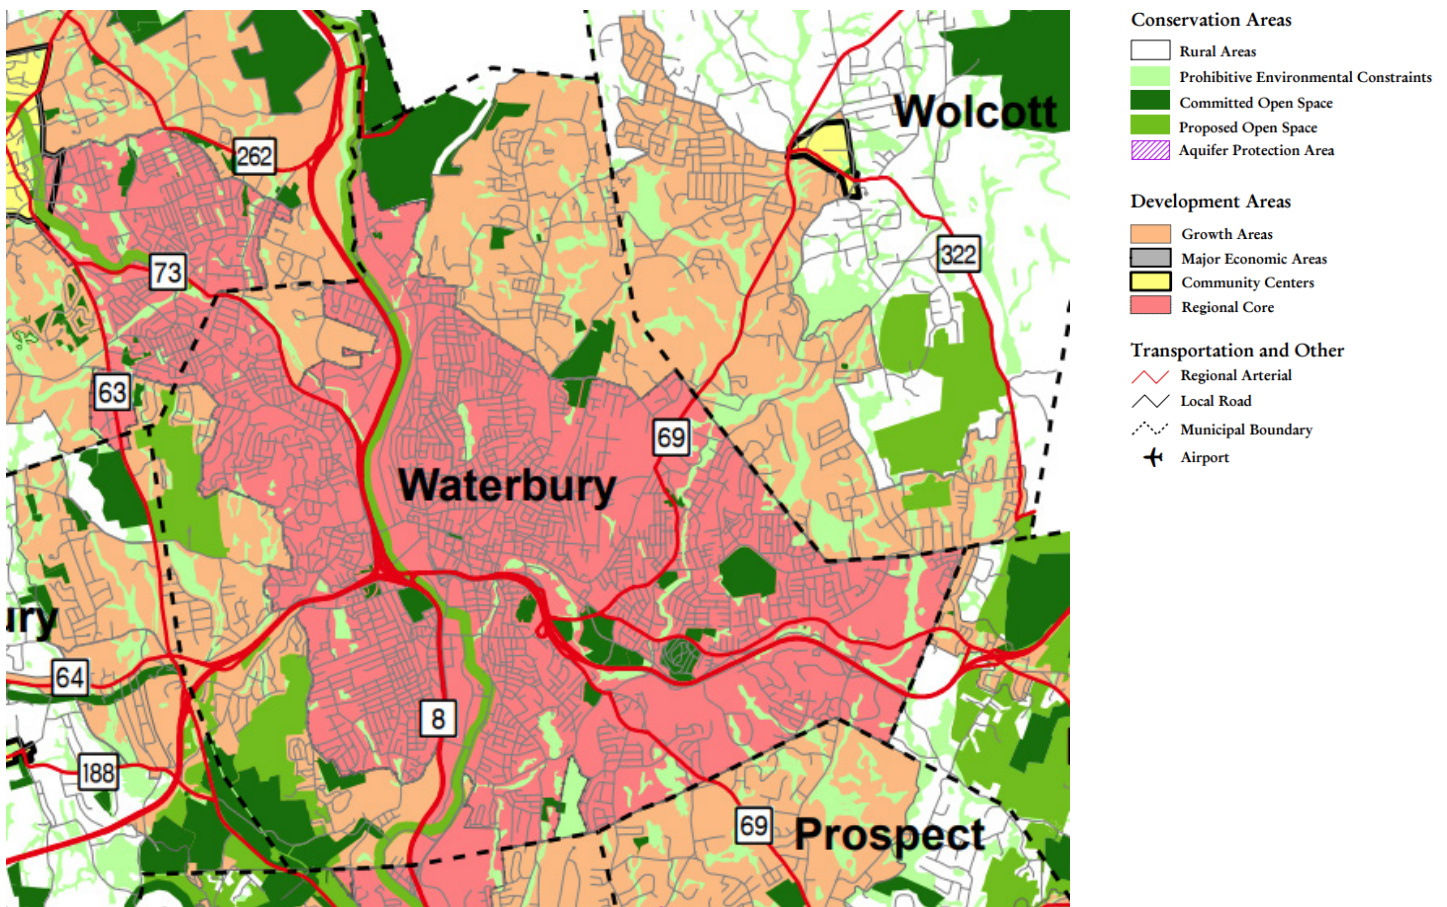 Wolcott
262
322
73
63
69
Waterbury
ury
64
8
188
69
Prospect
Conservation Areas
Rural Areas
Prohibitive Environmental Constraints
Committed Open Space
Proposed Open Space
Aquifer Protection Area
Development Areas
Growth Areas
Major Economic Areas
Community Centers
Regional Core
Transportation and Other
Regional Arterial
Local Road
Municipal Boundary
Airport